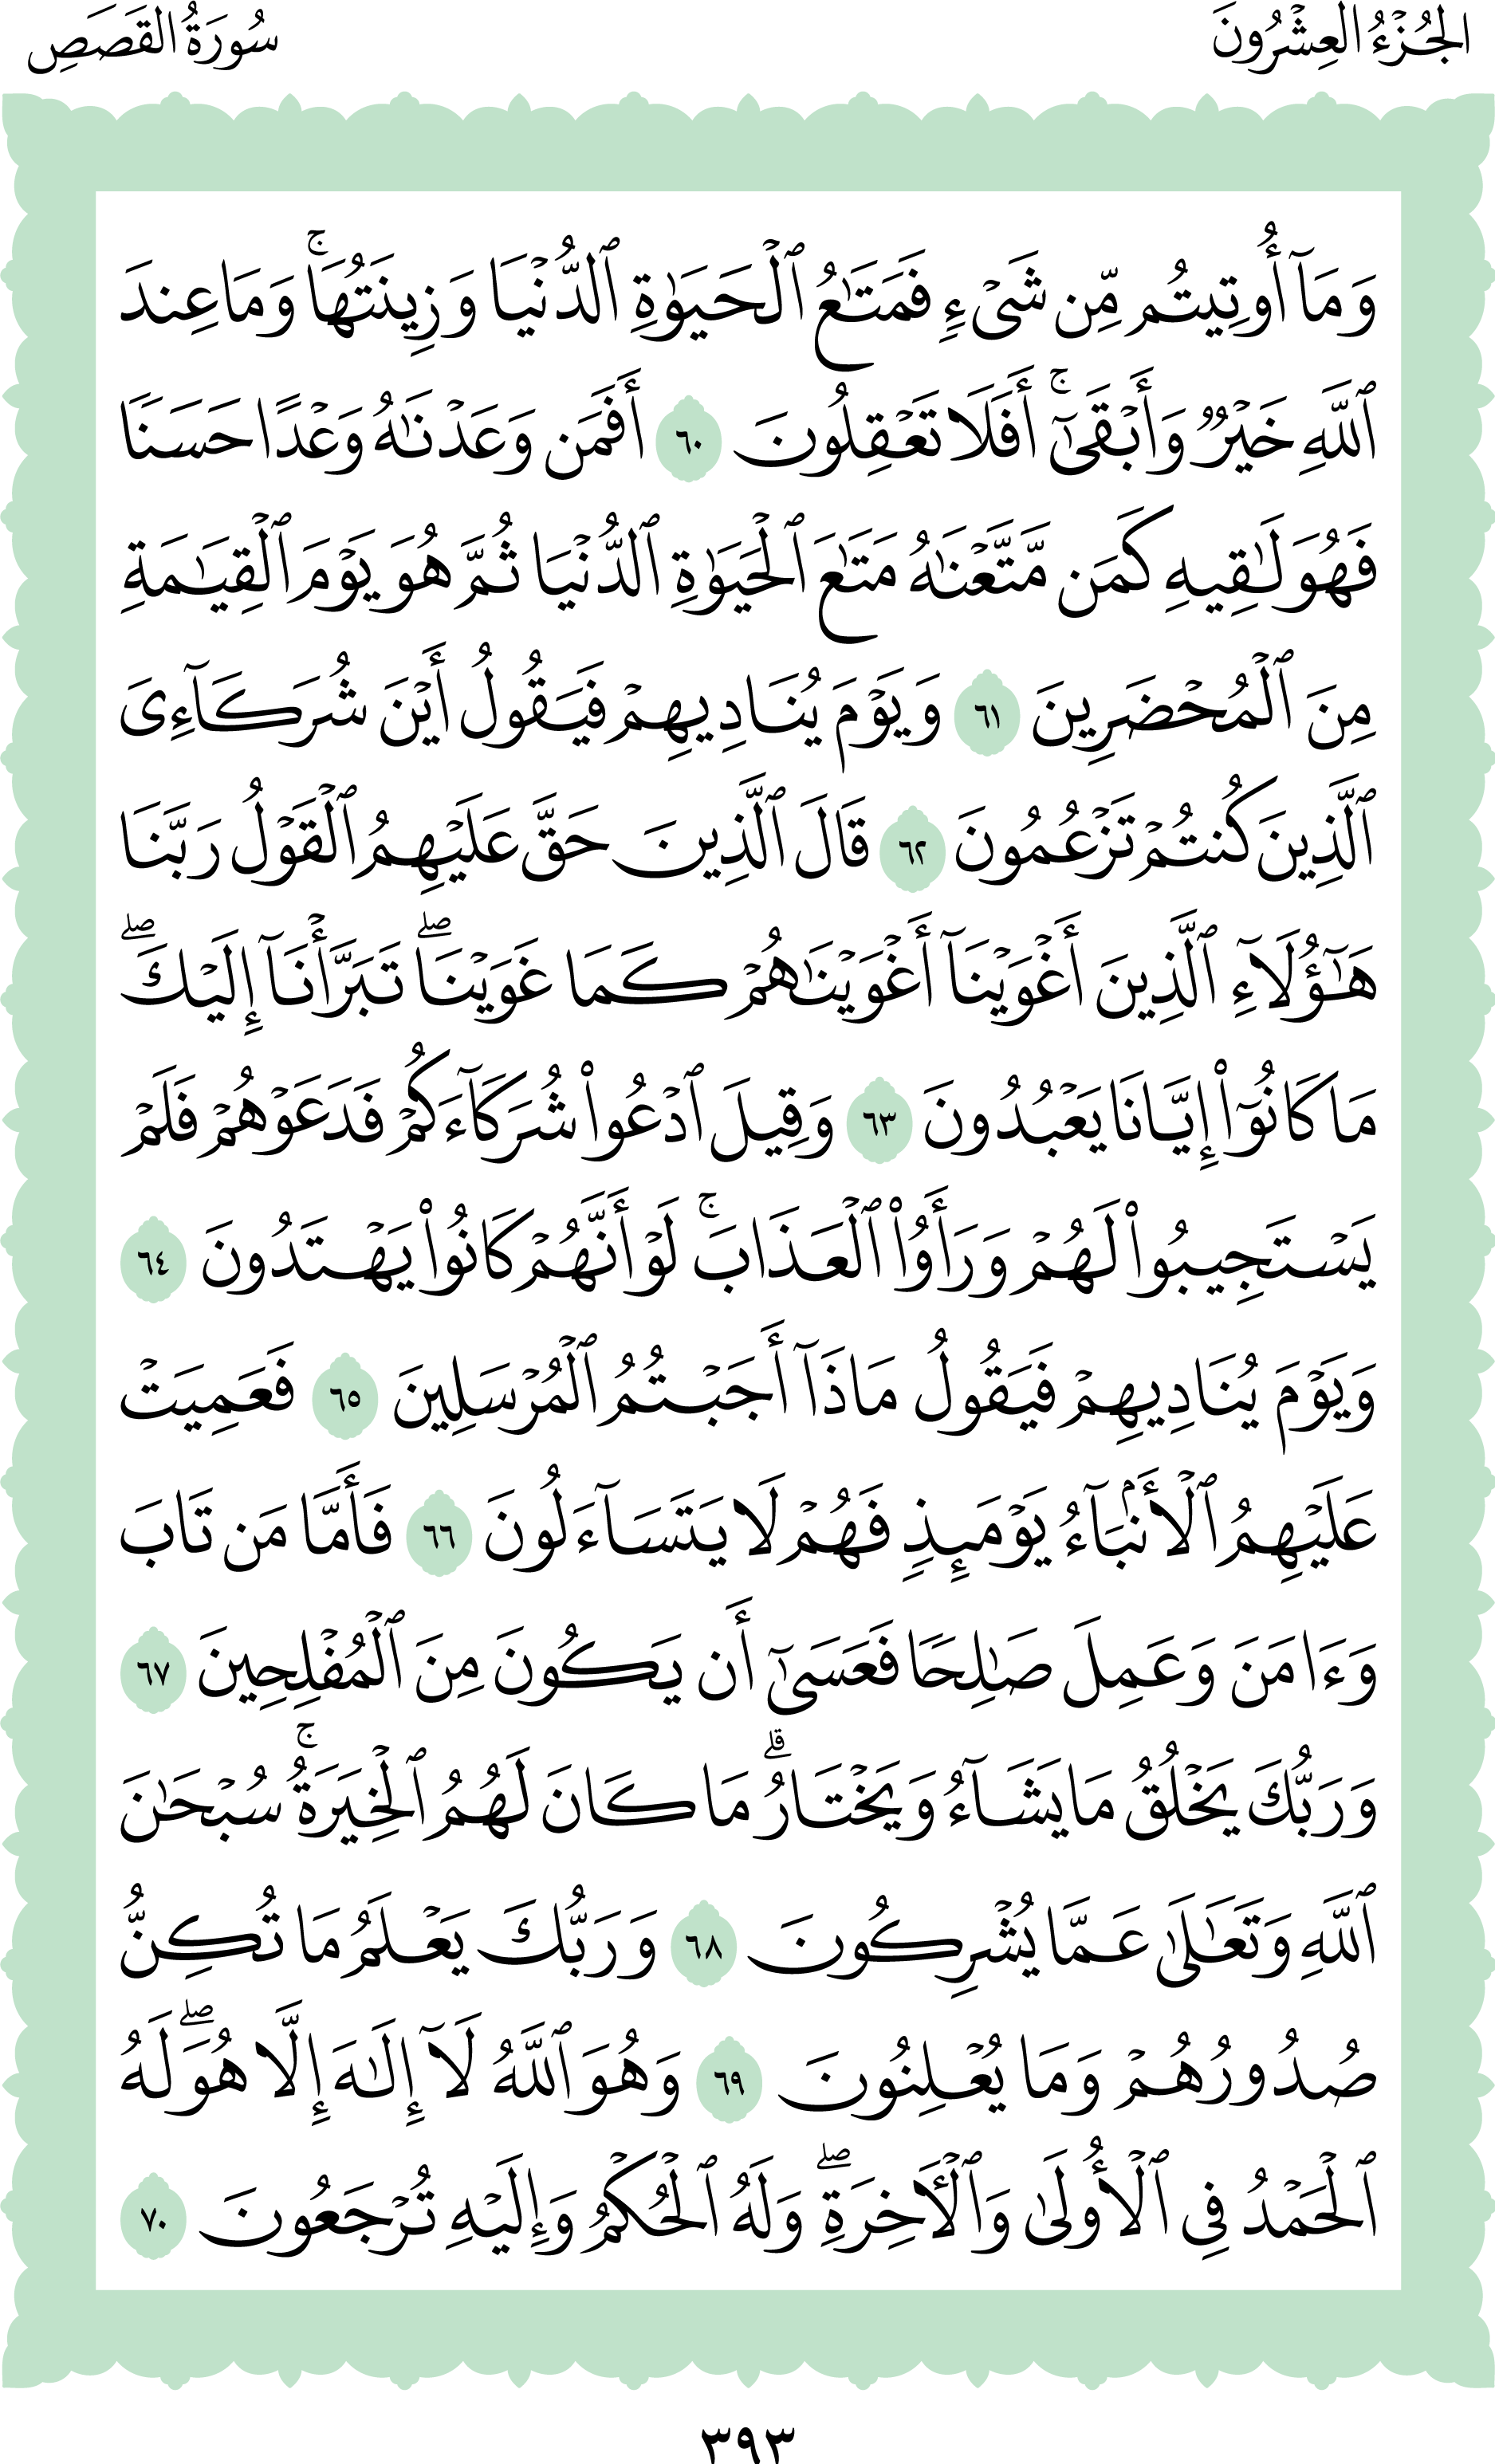 الجُزْءُ العِشْرُونَ
سُورَةُ القَصَصِ
وَمَآ أُوتِيتُم مِّن شَىْءٍ فَمَتَٰعُ ٱلْحَيَوٰةِ ٱلدُّنْيَا وَزِينَتُهَا ۚ وَمَا عِندَ
ٱللَّهِ خَيْرٌ وَأَبْقَىٰٓ ۚ أَفَلَا تَعْقِلُونَ ٦٠ أَفَمَن وَعَدْنَٰهُ وَعْدًا حَسَنًا
فَهُوَ لَٰقِيهِ كَمَن مَّتَّعْنَٰهُ مَتَٰعَ ٱلْحَيَوٰةِ ٱلدُّنْيَا ثُمَّ هُوَ يَوْمَ ٱلْقِيَٰمَةِ
مِنَ ٱلْمُحْضَرِينَ ٦١ وَيَوْمَ يُنَادِيهِمْ فَيَقُولُ أَيْنَ شُرَكَآءِىَ
ٱلَّذِينَ كُنتُمْ تَزْعُمُونَ ٦٢ قَالَ ٱلَّذِينَ حَقَّ عَلَيْهِمُ ٱلْقَوْلُ رَبَّنَا
هَٰٓؤُلَآءِ ٱلَّذِينَ أَغْوَيْنَآ أَغْوَيْنَٰهُمْ كَمَا غَوَيْنَا ۖ تَبَرَّأْنَآ إِلَيْكَ ۖ
مَا كَانُوٓا۟ إِيَّانَا يَعْبُدُونَ ٦٣ وَقِيلَ ٱدْعُوا۟ شُرَكَآءَكُمْ فَدَعَوْهُمْ فَلَمْ
يَسْتَجِيبُوا۟ لَهُمْ وَرَأَوُا۟ ٱلْعَذَابَ ۚ لَوْ أَنَّهُمْ كَانُوا۟ يَهْتَدُونَ ٦٤
وَيَوْمَ يُنَادِيهِمْ فَيَقُولُ مَاذَآ أَجَبْتُمُ ٱلْمُرْسَلِينَ ٦٥ فَعَمِيَتْ
عَلَيْهِمُ ٱلْأَنۢبَآءُ يَوْمَئِذٍ فَهُمْ لَا يَتَسَآءَلُونَ ٦٦ فَأَمَّا مَن تَابَ
وَءَامَنَ وَعَمِلَ صَٰلِحًا فَعَسَىٰٓ أَن يَكُونَ مِنَ ٱلْمُفْلِحِينَ ٦٧
وَرَبُّكَ يَخْلُقُ مَا يَشَآءُ وَيَخْتَارُ ۗ مَا كَانَ لَهُمُ ٱلْخِيَرَةُ ۚ سُبْحَٰنَ
ٱللَّهِ وَتَعَٰلَىٰ عَمَّا يُشْرِكُونَ ٦٨ وَرَبُّكَ يَعْلَمُ مَا تُكِنُّ
صُدُورُهُمْ وَمَا يُعْلِنُونَ ٦٩ وَهُوَ ٱللَّهُ لَآ إِلَٰهَ إِلَّا هُوَ ۖ لَهُ
ٱلْحَمْدُ فِى ٱلْأُولَىٰ وَٱلْءَاخِرَةِ ۖ وَلَهُ ٱلْحُكْمُ وَإِلَيْهِ تُرْجَعُونَ ٧٠
٣٩٣